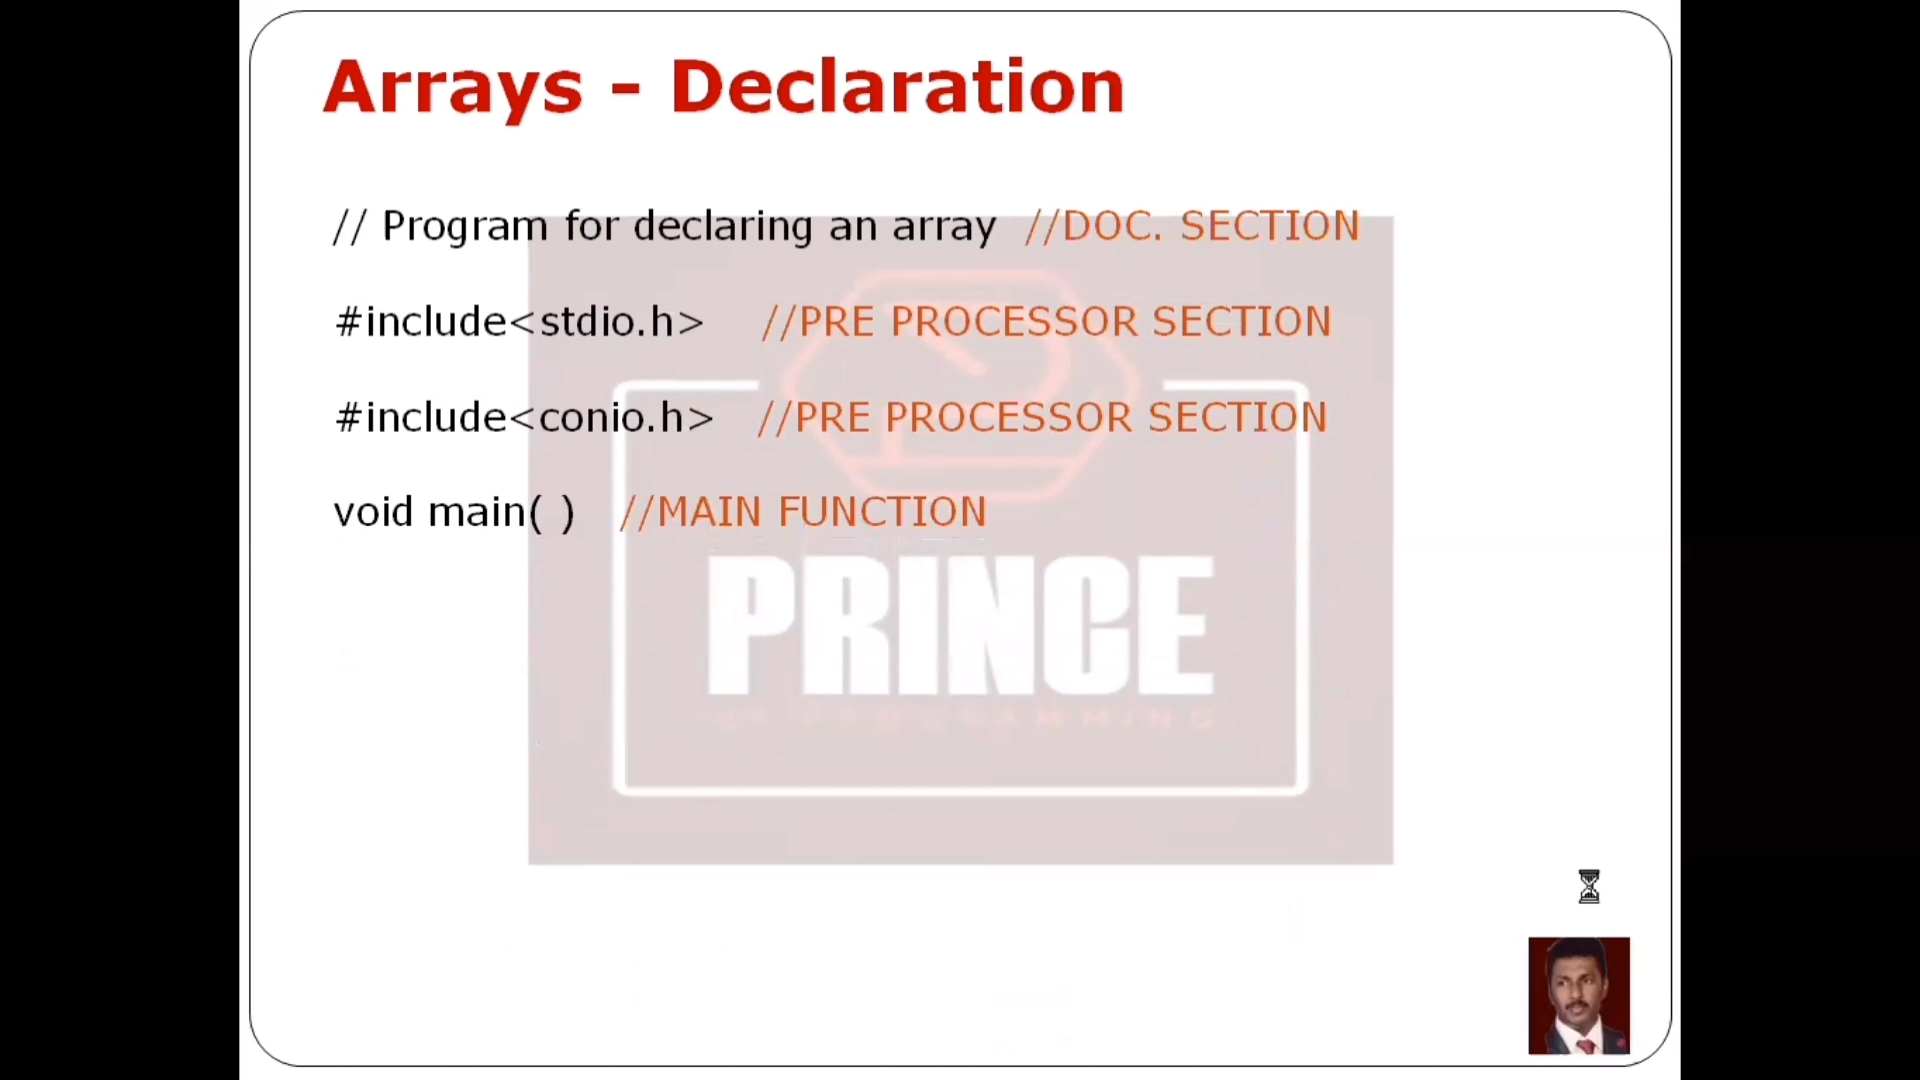 Arrays - Declaration
// Program for declaring an array //DOC. SECTION
#include<stdio.h> //PRE PROCESSOR SECTION
#include<conio.h> //PRE PROCESSOR SECTION
void main( ) //MAIN FUNCTION
PRINCE